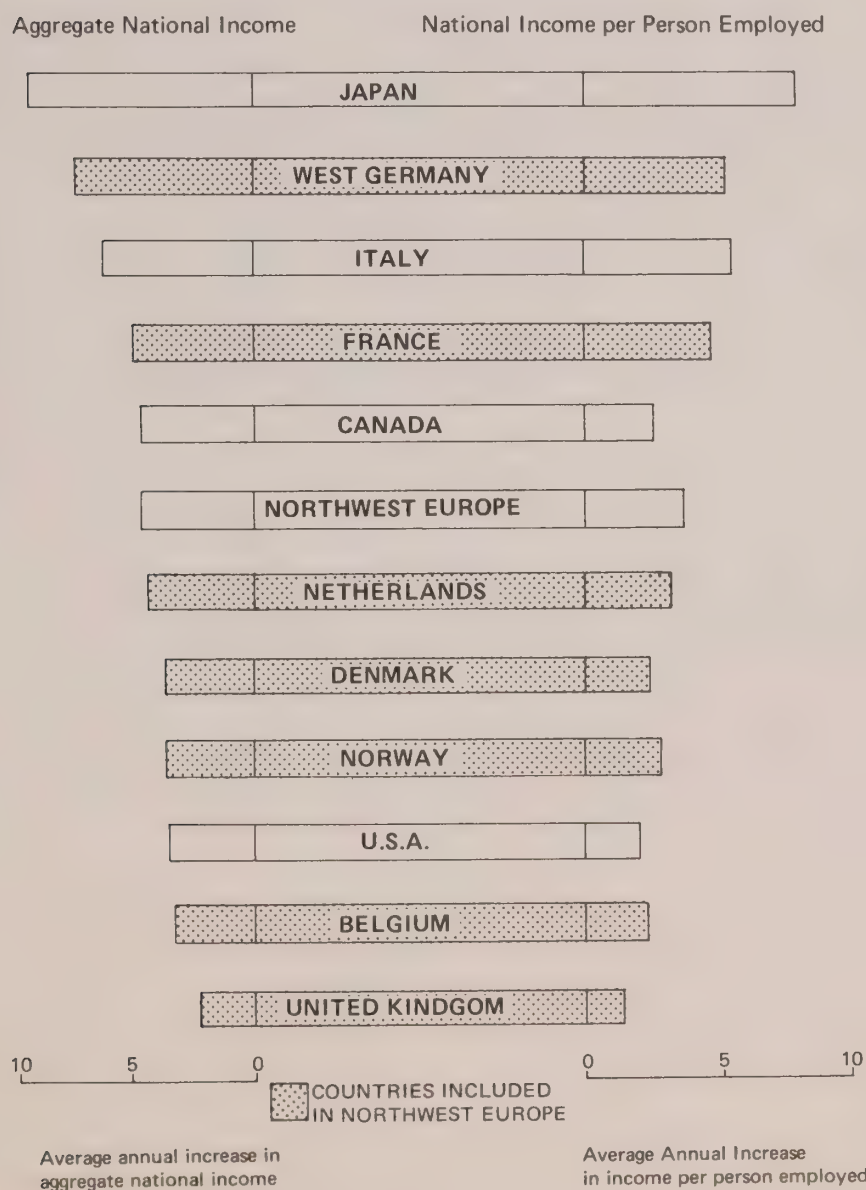 Aggregate National Income National Income per Person Employed
JAPAN
WEST GERMANY
ITALY
FRANCE
CANADA
NORTHWEST EUROPE
NETHERLANDS
DENMARK
NORWAY
U.S.A.
BELGIUM
UNITED KINDGOM
10 5 0 0 5 10
COUNTRIES INCLUDED
IN NORTHWEST EUROPE
Average annual increase in
aggregate national income
Average Annual Increase
in income per person employed